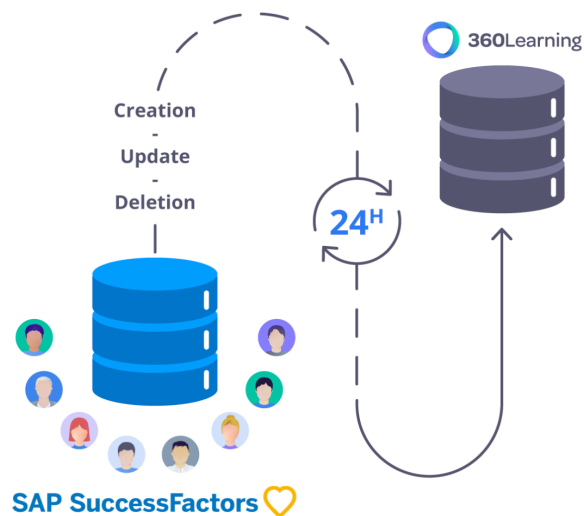 360Learning
Creation
-
Update
-
Deletion
24H
SAP SuccessFactors